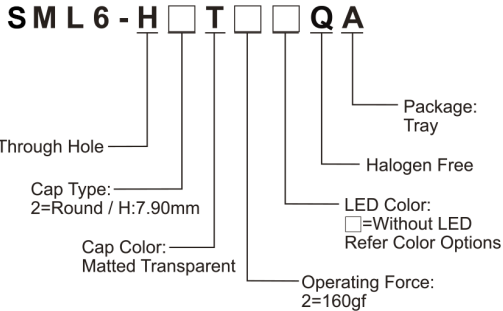 SML6-H□T□□QA
Package:
Tray
Through Hole
Halogen Free
Cap Type:
2=Round / H:7.90mm
LED Color:
□=Without LED
Refer Color Options
Cap Color:
Matted Transparent
Operating Force:
2=160gf